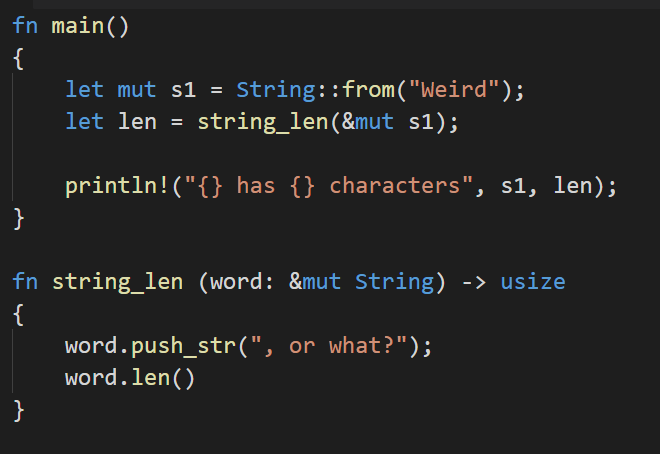 fn main()
{
    let mut s1 = String::from("Weird");
    let len = string_len(&mut s1);

    println!("{} has {} characters", s1, len);
}

fn string_len (word: &mut String) -> usize
{
    word.push_str(", or what?");
    word.len()
}